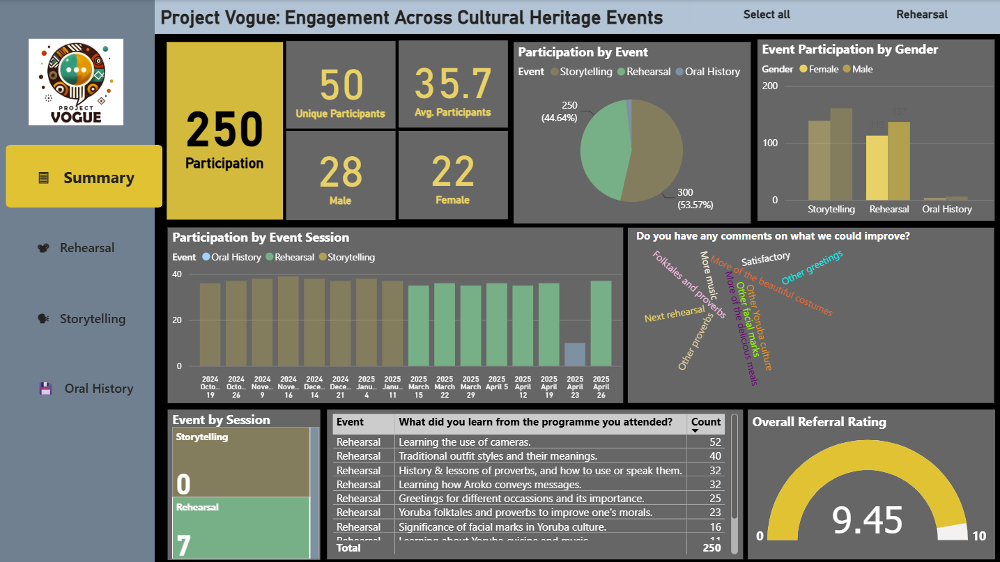 Project Vogue: Engagement Across Cultural Heritage Events
Select all
Rehearsal
PROJECT
VOGUE
Summary
Rehearsal
Storytelling
Oral History
250
Participation
50
Unique Participants
35.7
Avg. Participants
28
Male
22
Female
Participation by Event
Event Storytelling Rehearsal Oral History
250
(44.64%)
300
(53.57%)
Event Participation by Gender
Gender Female Male
200
100
0
113
137
Storytelling Rehearsal Oral History
Participation by Event Session
Event Oral History Rehearsal Storytelling
40
20
0
2024 Octo... 19
2024 Octo... 26
2024 Nove... 9
2024 Nove... 16
2024 Dece... 14
2024 Dece... 21
2025 Janu... 4
2025 Janu... 11
2025 March 15
2025 March 22
2025 March 29
2025 April 5
2025 April 12
2025 April 19
2025 April 23
2025 April 26
Do you have any comments on what we could improve?
Folktales and proverbs
More music
More of the beautiful costumes
Satisfactory
Other greetings
Next rehearsal
Other proverbs
More of the delicious meals
Other facial marks
Other Yoruba culture
Event by Session
Storytelling
0
Rehearsal
7
Event What did you learn from the programme you attended? Count
Rehearsal Learning the use of cameras. 52
Rehearsal Traditional outfit styles and their meanings. 40
Rehearsal History & lessons of proverbs, and how to use or speak them. 32
Rehearsal Learning how Aroko conveys messages. 32
Rehearsal Greetings for different occassions and its importance. 25
Rehearsal Yoruba folktales and proverbs to improve one's morals. 23
Rehearsal Significance of facial marks in Yoruba culture. 16
Rehearsal Learning about Yoruba cuisine and music. 11
Total 250
Overall Referral Rating
9.45
0
10